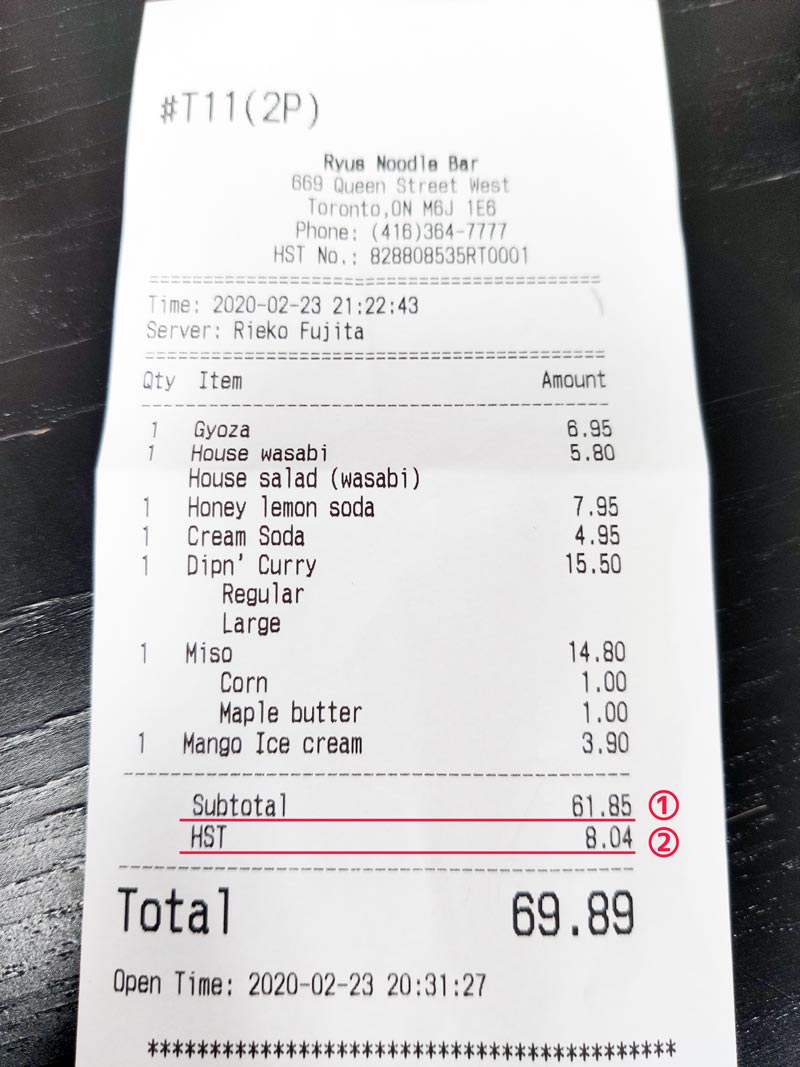 #T11(2P)
Ryus Noodle Bar
669 Queen Street West
Toronto,ON M6J 1E6
Phone: (416)364-7777
HST No.: 828808535RT0001
==================================================
Time: 2020-02-23 21:22:43
Server: Rieko Fujita
==================================================
Qty Item Amount
--------------------------------------------------
1 Gyoza 6.95
1 House wasabi 5.80
House salad (wasabi)
1 Honey lemon soda 7.95
1 Cream Soda 4.95
1 Dipn' Curry 15.50
Regular
Large
1 Miso 14.80
Corn 1.00
Maple butter 1.00
1 Mango Ice cream 3.90
--------------------------------------------------
Subtotal 61.85 ①
HST 8.04 ②
--------------------------------------------------
Total 69.89
Open Time: 2020-02-23 20:31:27
******************************************